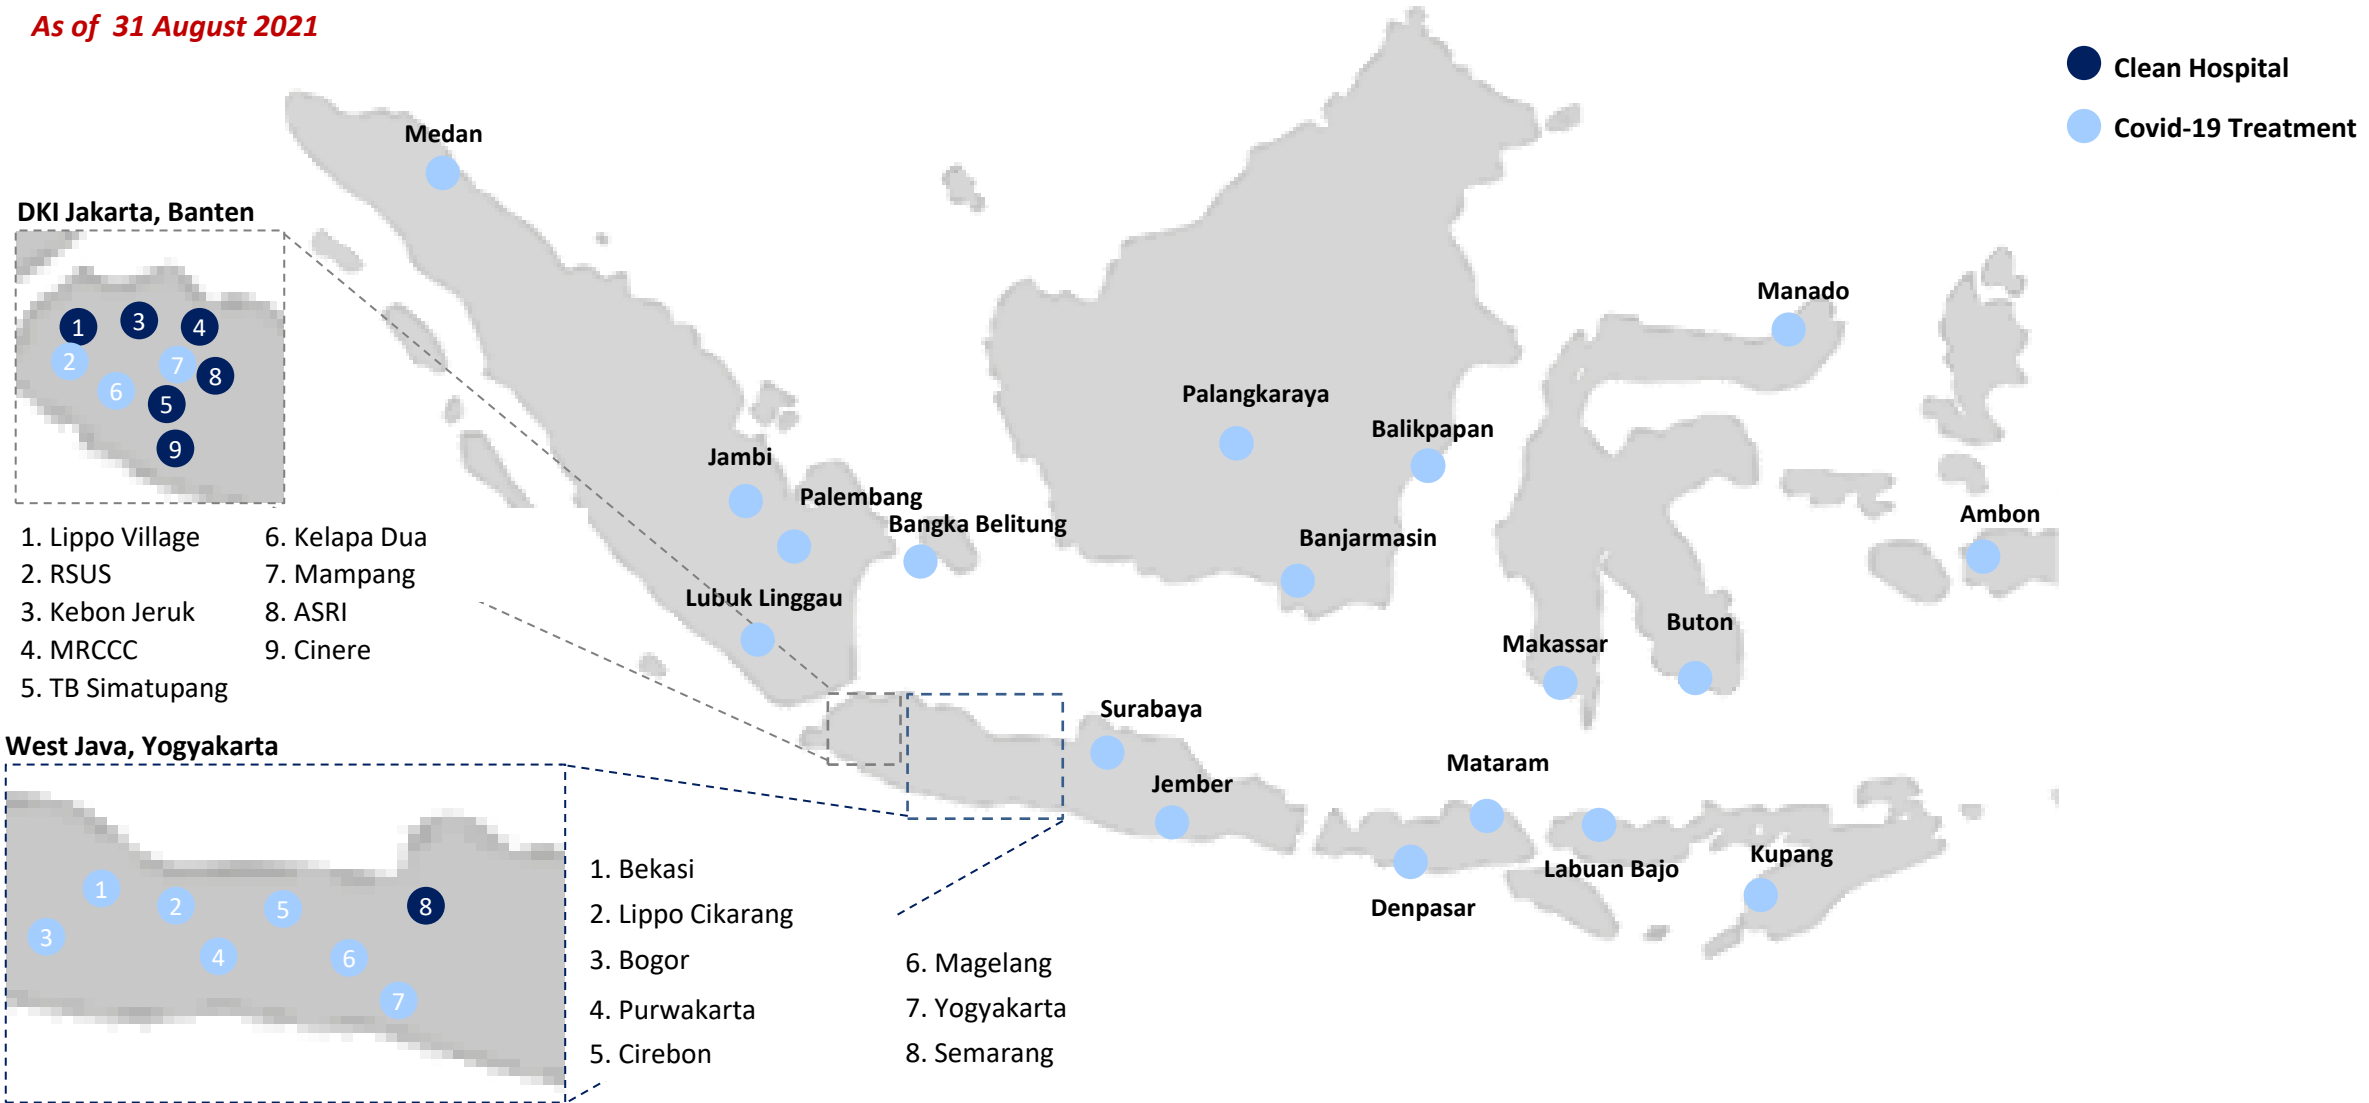 As of 31 August 2021
Clean Hospital
Covid-19 Treatment
Medan
DKI Jakarta, Banten
1
3
4
2
7
8
6
5
9
1. Lippo Village
2. RSUS
3. Kebon Jeruk
4. MRCCC
5. TB Simatupang
6. Kelapa Dua
7. Mampang
8. ASRI
9. Cinere
Manado
Palangkaraya
Balikpapan
Jambi
Palembang
Bangka Belitung
Banjarmasin
Ambon
Lubuk Linggau
Makassar
Buton
Surabaya
Jember
Mataram
Labuan Bajo
Kupang
Denpasar
West Java, Yogyakarta
1
2
5
8
3
4
6
7
1. Bekasi
2. Lippo Cikarang
3. Bogor
4. Purwakarta
5. Cirebon
6. Magelang
7. Yogyakarta
8. Semarang